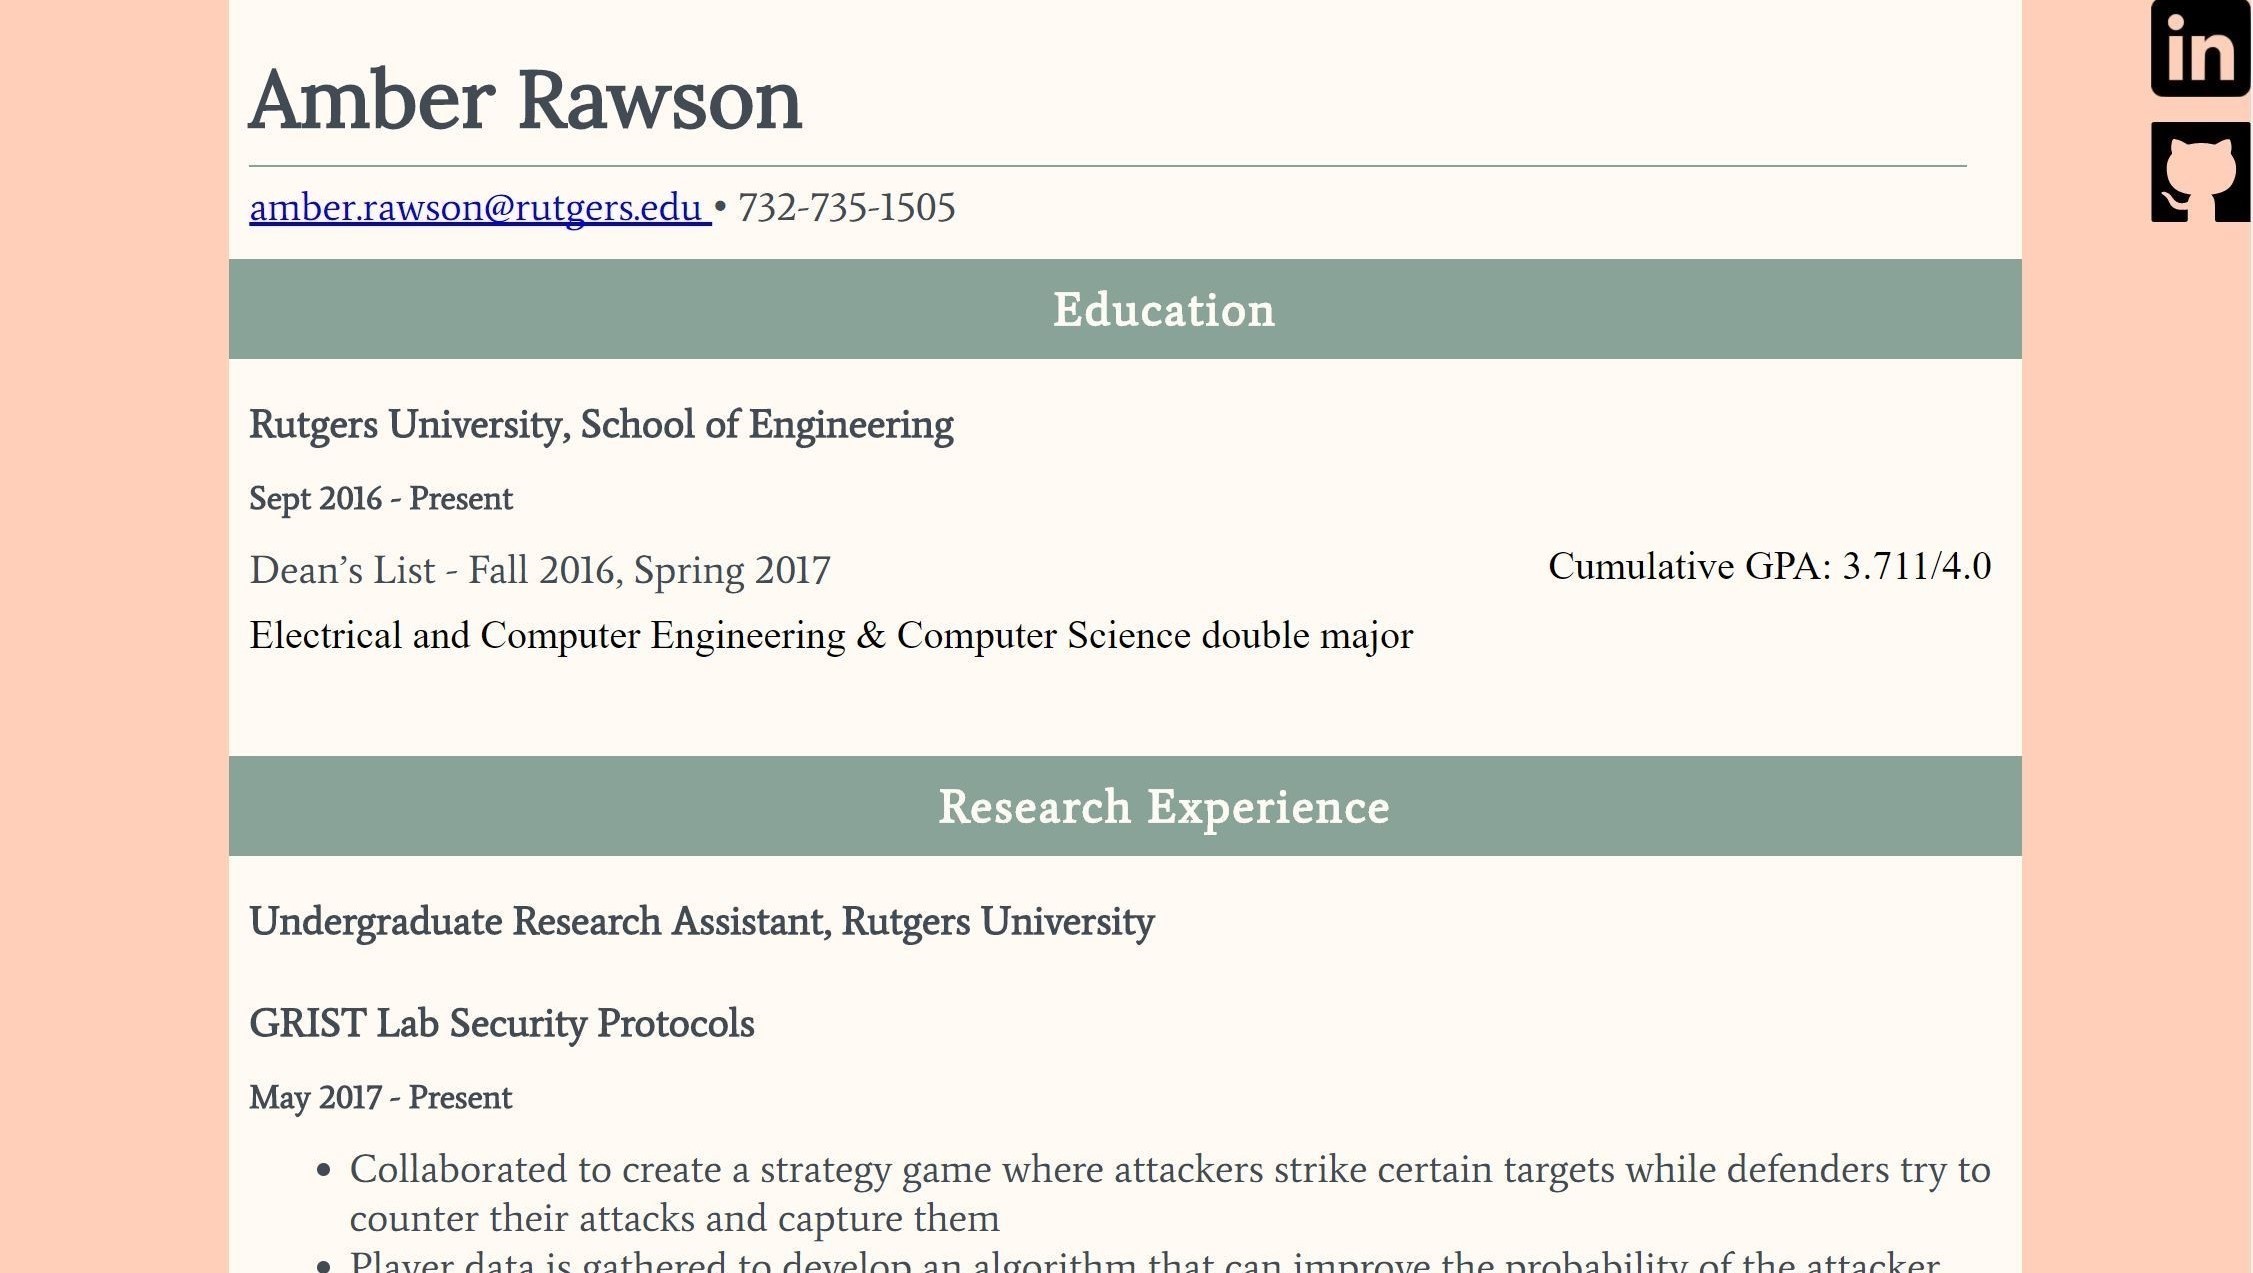 Amber Rawson
amber.rawson@rutgers.edu • 732-735-1505
Education
Rutgers University, School of Engineering
Sept 2016 - Present
Dean’s List - Fall 2016, Spring 2017
Cumulative GPA: 3.711/4.0
Electrical and Computer Engineering & Computer Science double major
Research Experience
Undergraduate Research Assistant, Rutgers University
GRIST Lab Security Protocols
May 2017 - Present
• Collaborated to create a strategy game where attackers strike certain targets while defenders try to
counter their attacks and capture them
• Player data is gathered to develop an algorithm that can improve the probability of the attacker
in